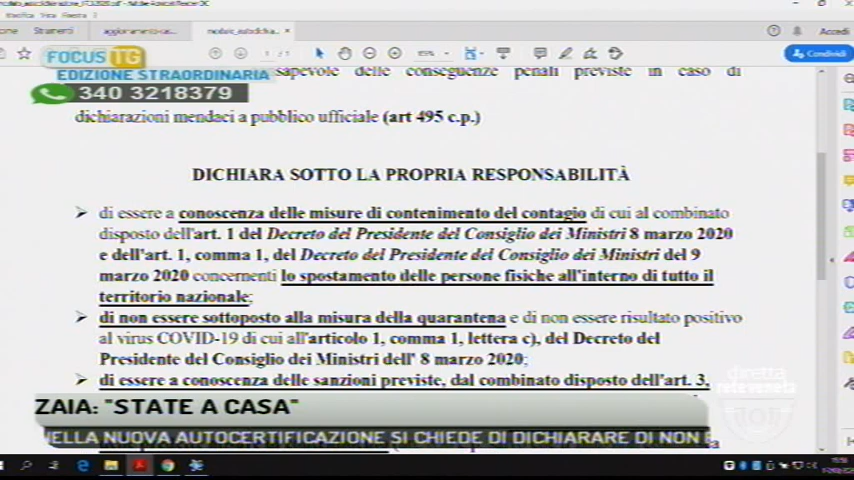 Strumenti
modulo_autodichia...
Accedi
Condividi
FOCUS TG
EDIZIONE STRAORDINARIA
340 3218379
sapevole delle conseguenze penali previste in caso di
dichiarazioni mendaci a pubblico ufficiale (art 495 c.p.)
DICHIARA SOTTO LA PROPRIA RESPONSABILITÀ
➢ di essere a conoscenza delle misure di contenimento del contagio di cui al combinato
disposto dell'art. 1 del Decreto del Presidente del Consiglio dei Ministri 8 marzo 2020
e dell'art. 1, comma 1, del Decreto del Presidente del Consiglio dei Ministri del 9
marzo 2020 concernenti lo spostamento delle persone fisiche all'interno di tutto il
territorio nazionale;
➢ di non essere sottoposto alla misura della quarantena e di non essere risultato positivo
al virus COVID-19 di cui all'articolo 1, comma 1, lettera c), del Decreto del
Presidente del Consiglio dei Ministri dell' 8 marzo 2020;
➢ di essere a conoscenza delle sanzioni previste, dal combinato disposto dell'art. 3,
diretta
reteveneta
ZAIA: "STATE A CASA"
NELLA NUOVA AUTOCERTIFICAZIONE SI CHIEDE DI DICHIARARE DI NON